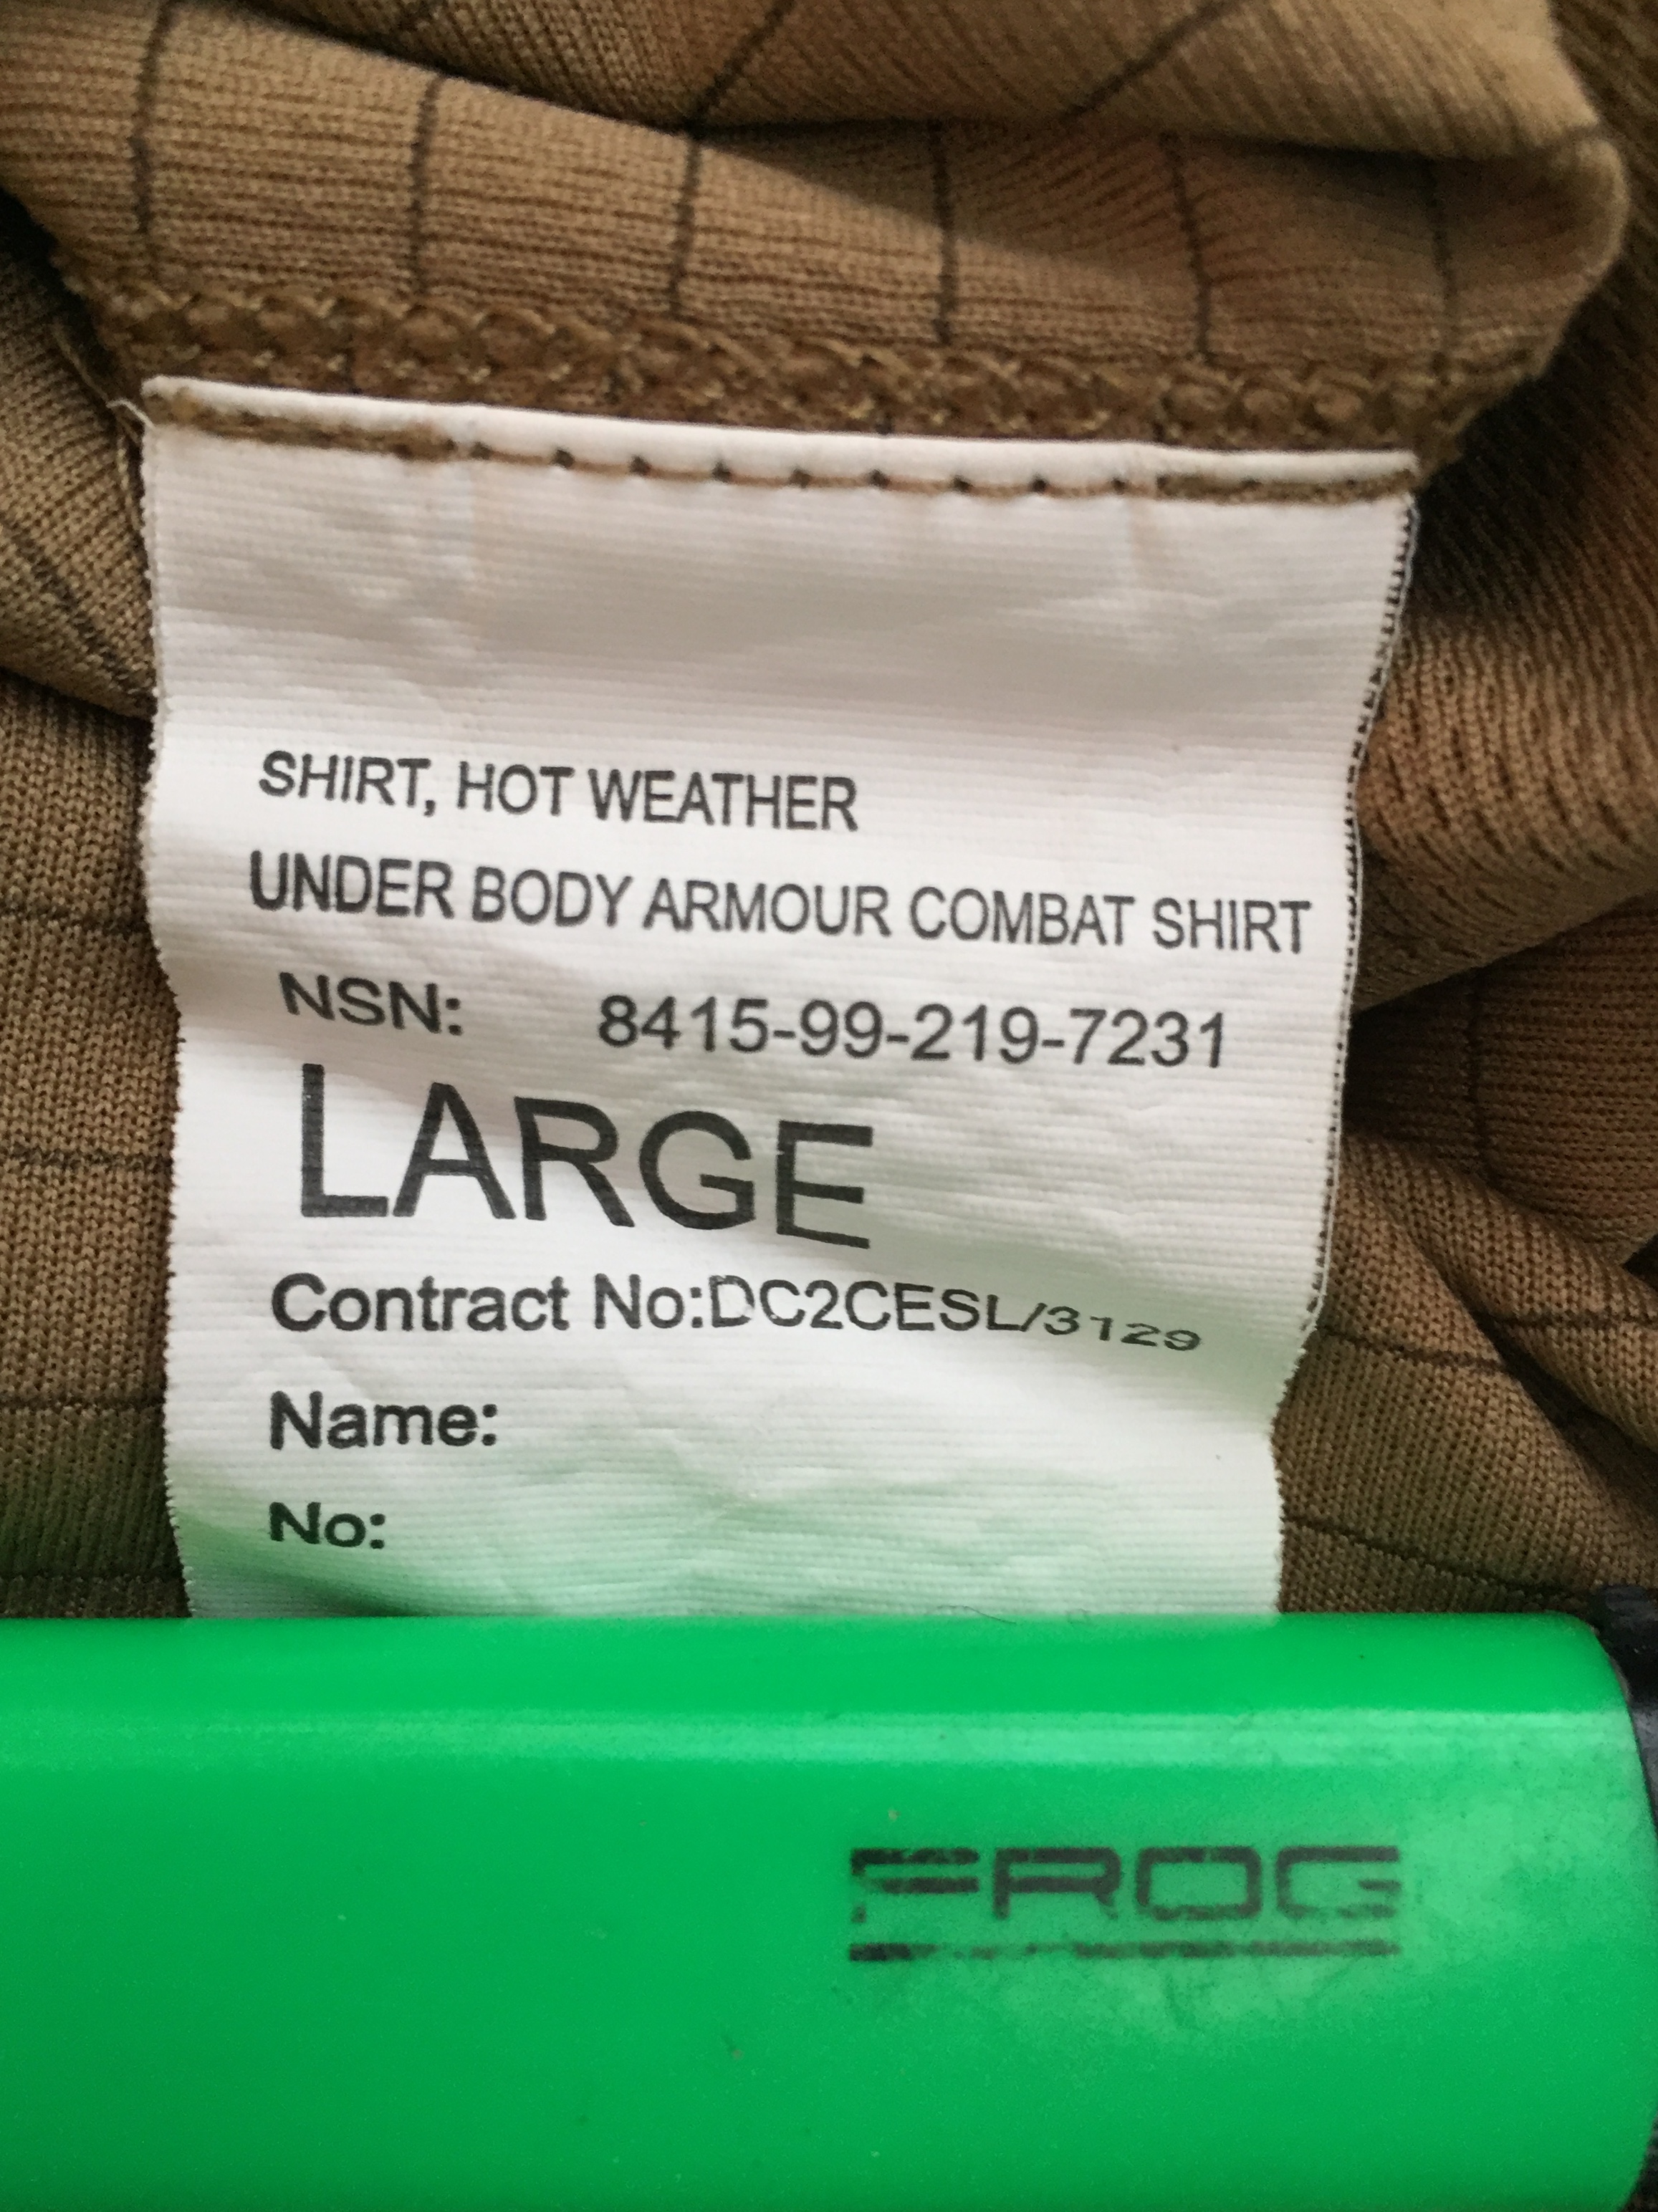 SHIRT, HOT WEATHER
UNDER BODY ARMOUR COMBAT SHIRT
NSN: 8415-99-219-7231
LARGE
Contract No:DC2CESL/3129
Name:
No:
FROG